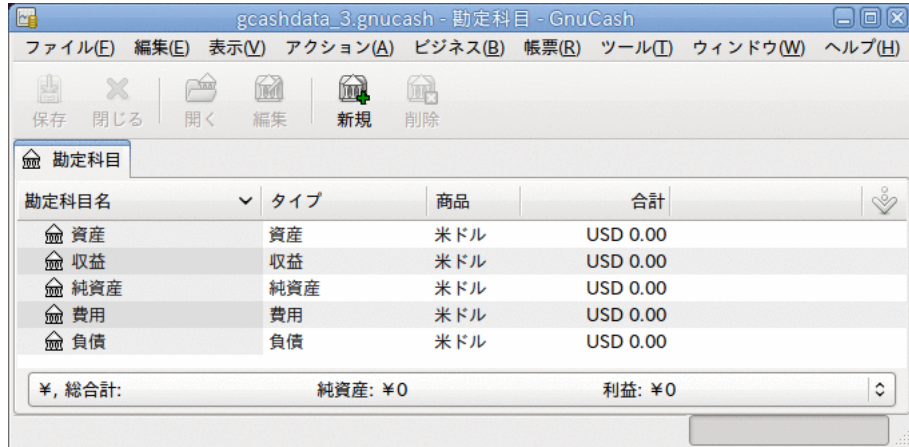 gcashdata_3.gnucash - 勘定科目 - GnuCash
ファイル(F) 編集(E) 表示(V) アクション(A) ビジネス(B) 帳票(R) ツール(T) ウィンドウ(W) ヘルプ(H)
保存 閉じる 開く 編集 新規 削除
勘定科目
勘定科目名 タイプ 商品 合計
資産 資産 米ドル USD 0.00
収益 収益 米ドル USD 0.00
純資産 純資産 米ドル USD 0.00
費用 費用 米ドル USD 0.00
負債 負債 米ドル USD 0.00
¥, 総合計: 純資産: ¥0 利益: ¥0